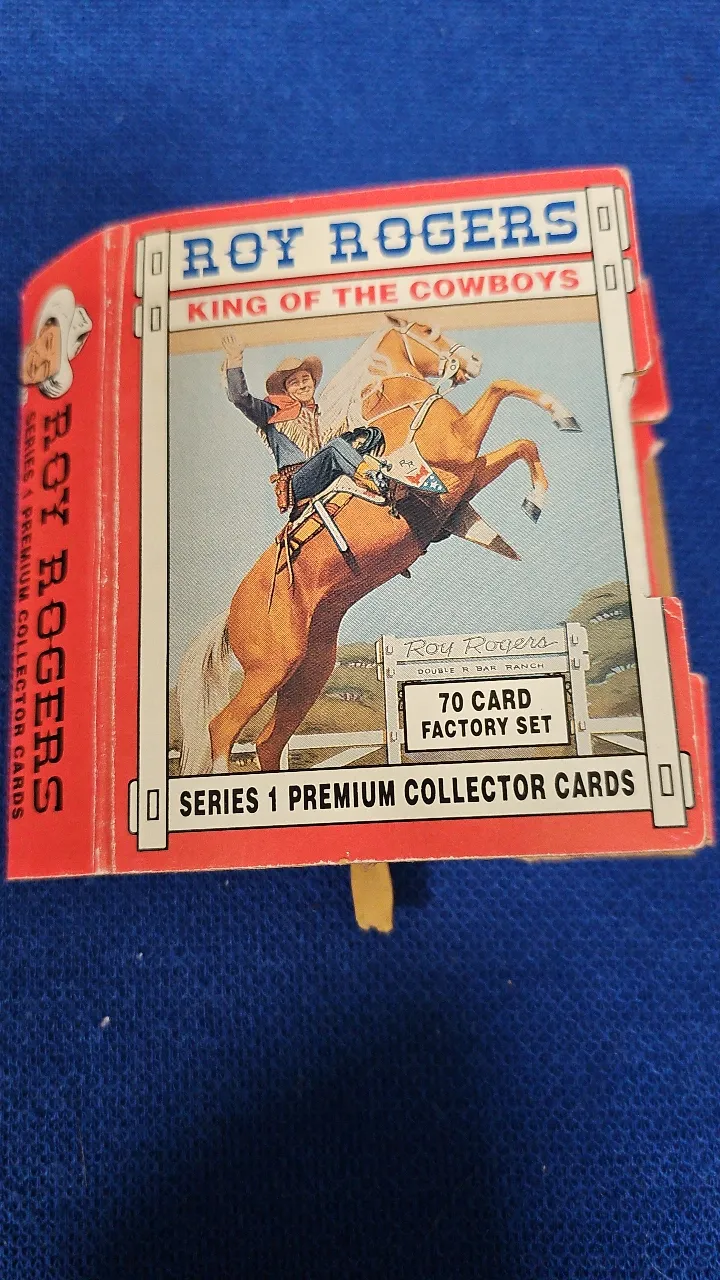 ROY ROGERS
KING OF THE COWBOYS
Roy Rogers
DOUBLE R BAR RANCH
70 CARD
FACTORY SET
SERIES 1 PREMIUM COLLECTOR CARDS
ROY ROGERS
SERIES 1 PREMIUM COLLECTOR CARDS
RR